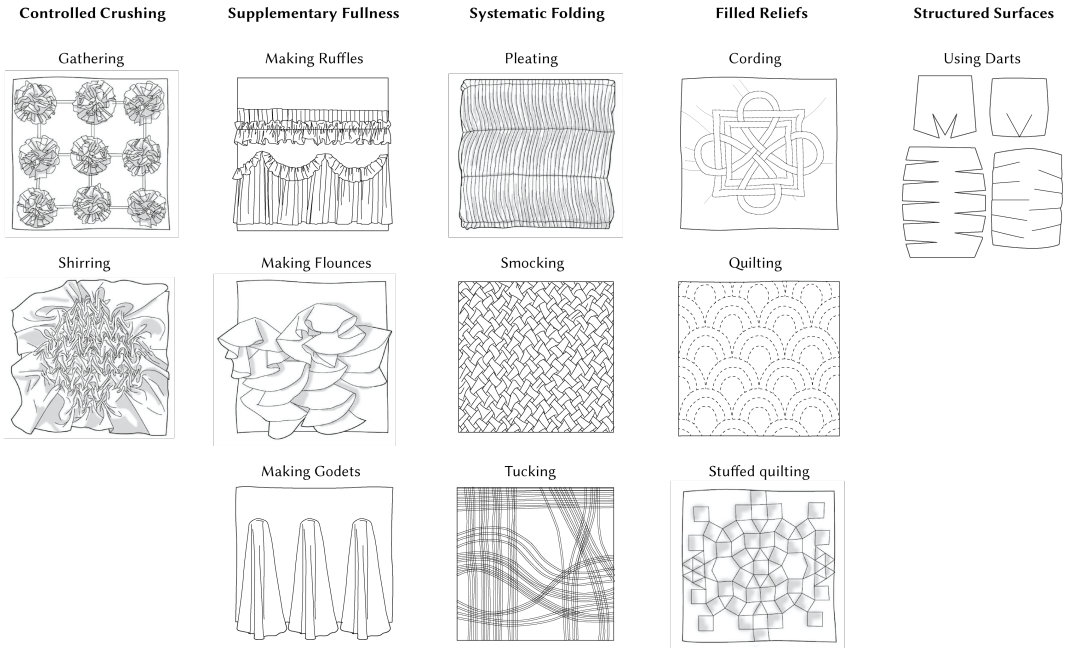 Controlled Crushing
Supplementary Fullness
Systematic Folding
Filled Reliefs
Structured Surfaces
Gathering
Making Ruffles
Pleating
Cording
Using Darts
Shirring
Making Flounces
Smocking
Quilting
Making Godets
Tucking
Stuffed quilting